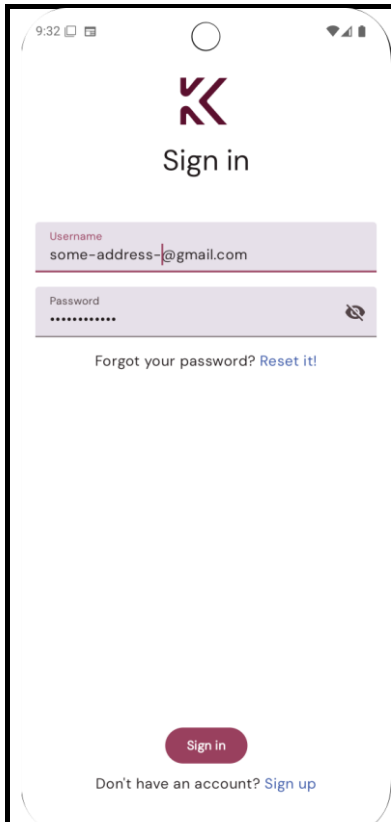 9:32
Sign in
Username
some-address-@gmail.com
Password
••••••••••••
Forgot your password? Reset it!
Sign in
Don't have an account? Sign up